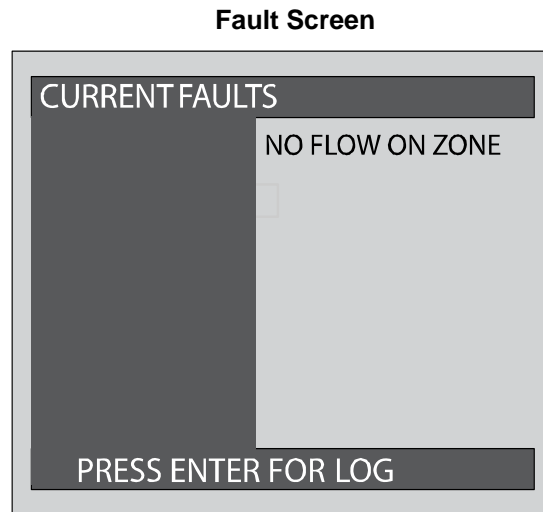 Fault Screen
CURRENT FAULTS
NO FLOW ON ZONE
PRESS ENTER FOR LOG